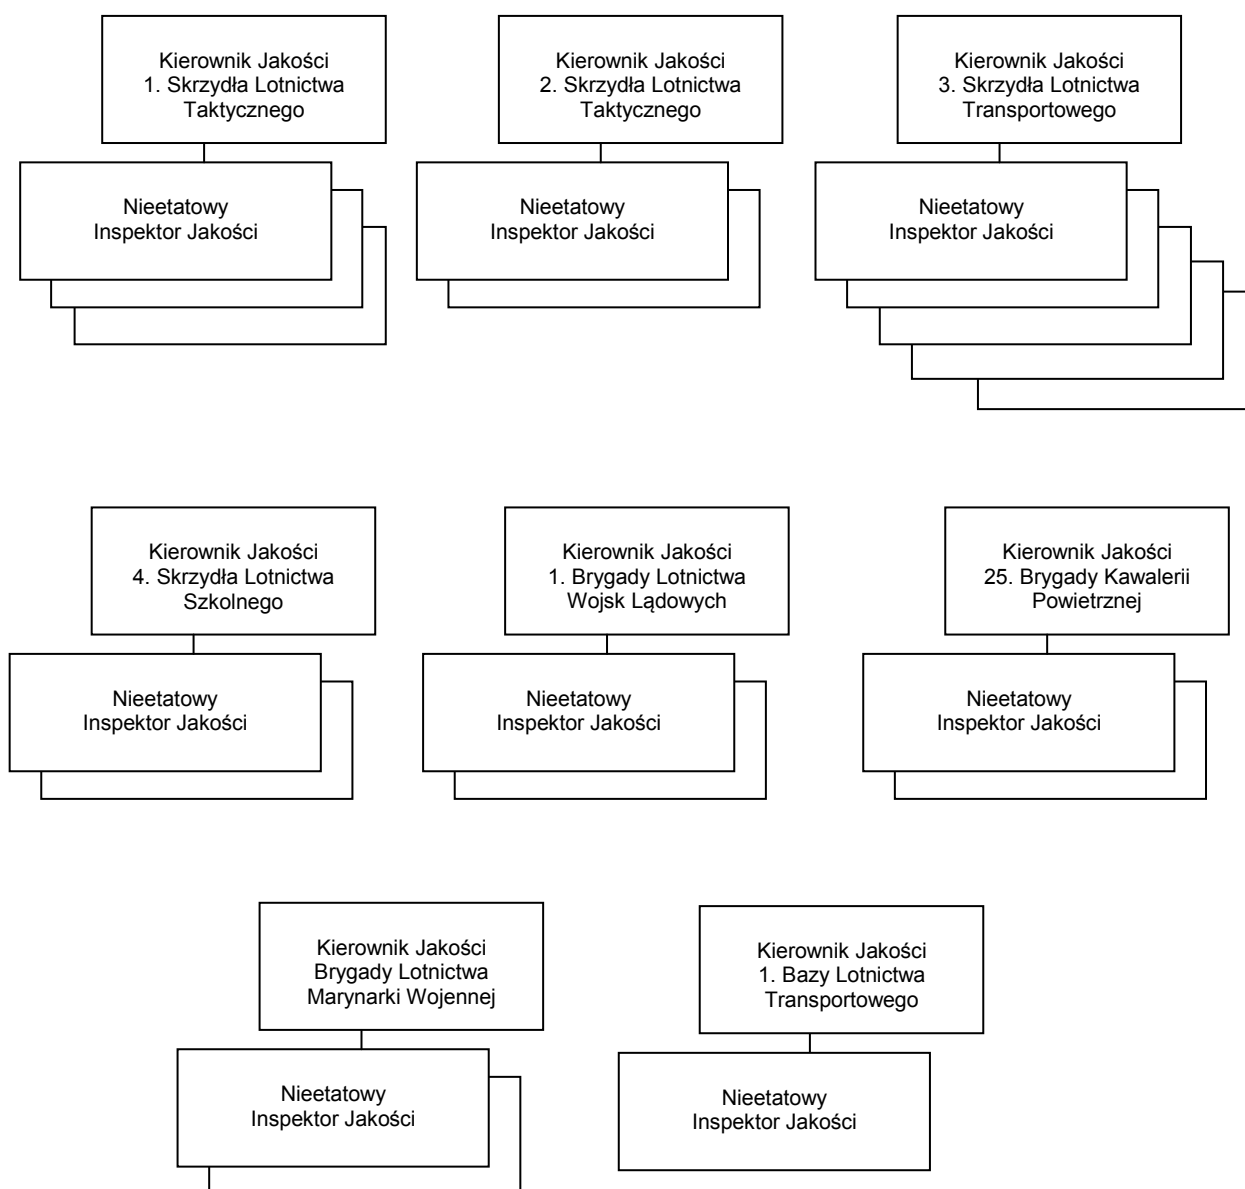 Kierownik Jakości
1. Skrzydła Lotnictwa
Taktycznego
Nieetatowy
Inspektor Jakości
Kierownik Jakości
2. Skrzydła Lotnictwa
Taktycznego
Nieetatowy
Inspektor Jakości
Kierownik Jakości
3. Skrzydła Lotnictwa
Transportowego
Nieetatowy
Inspektor Jakości
Kierownik Jakości
4. Skrzydła Lotnictwa
Szkolnego
Nieetatowy
Inspektor Jakości
Kierownik Jakości
1. Brygady Lotnictwa
Wojsk Lądowych
Nieetatowy
Inspektor Jakości
Kierownik Jakości
25. Brygady Kawalerii
Powietrznej
Nieetatowy
Inspektor Jakości
Kierownik Jakości
Brygady Lotnictwa
Marynarki Wojennej
Nieetatowy
Inspektor Jakości
Kierownik Jakości
1. Bazy Lotnictwa
Transportowego
Nieetatowy
Inspektor Jakości